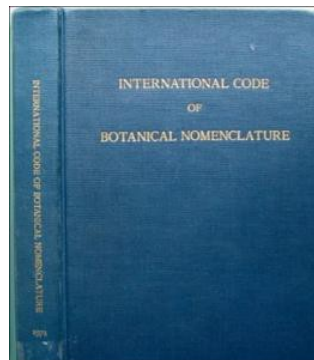 INTERNATIONAL CODE
OF
BOTANICAL NOMENCLATURE
INTERNATIONAL CODE OF BOTANICAL NOMENCLATURE